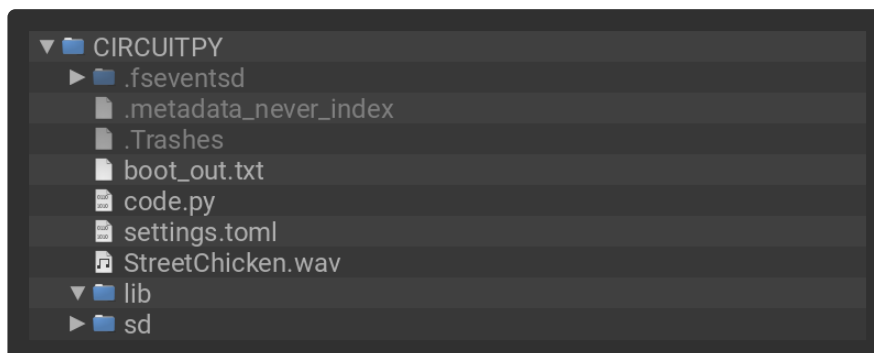 CIRCUITPY
.fseventsd
.metadata_never_index
.Trashes
boot_out.txt
code.py
settings.toml
StreetChicken.wav
lib
sd